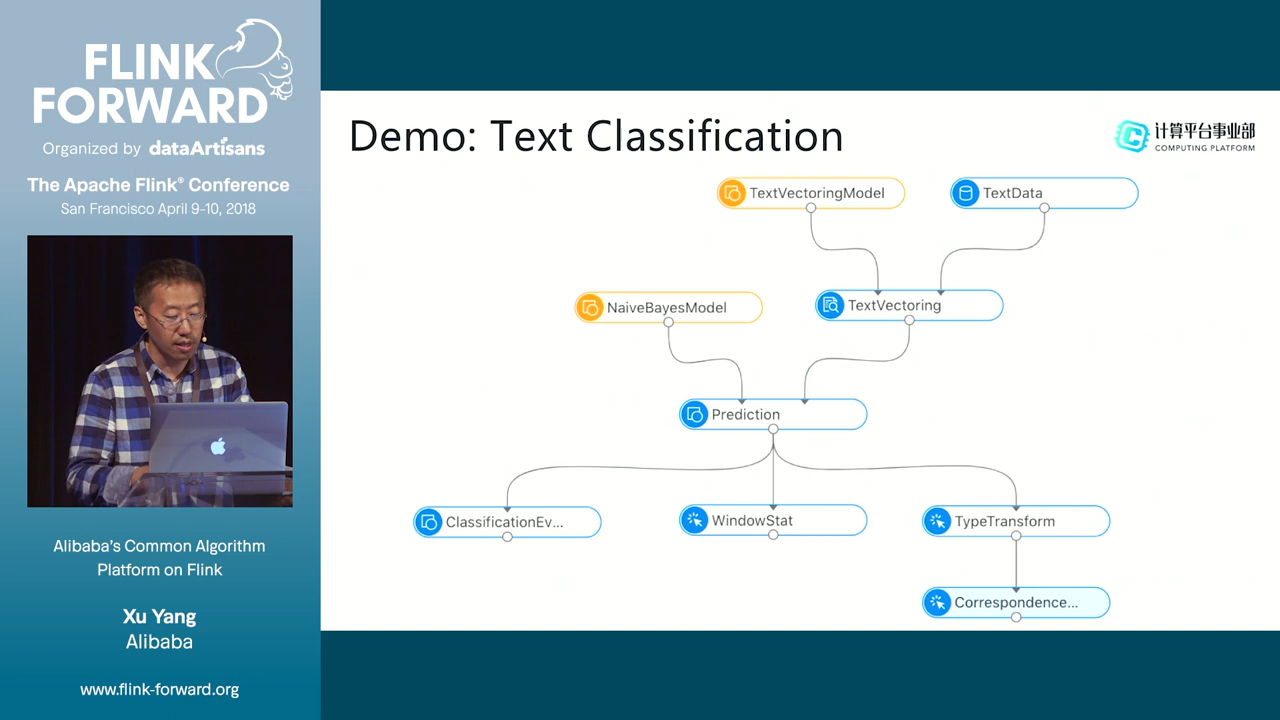 FLINK
FORWARD
Organized by dataArtisans
The Apache Flink® Conference
San Francisco April 9-10, 2018
Alibaba's Common Algorithm
Platform on Flink
Xu Yang
Alibaba
www.flink-forward.org
Demo: Text Classification
计算平台事业部
COMPUTING PLATFORM
TextVectoringModel
TextData
NaiveBayesModel
TextVectoring
Prediction
ClassificationEv...
WindowStat
TypeTransform
Correspondence...